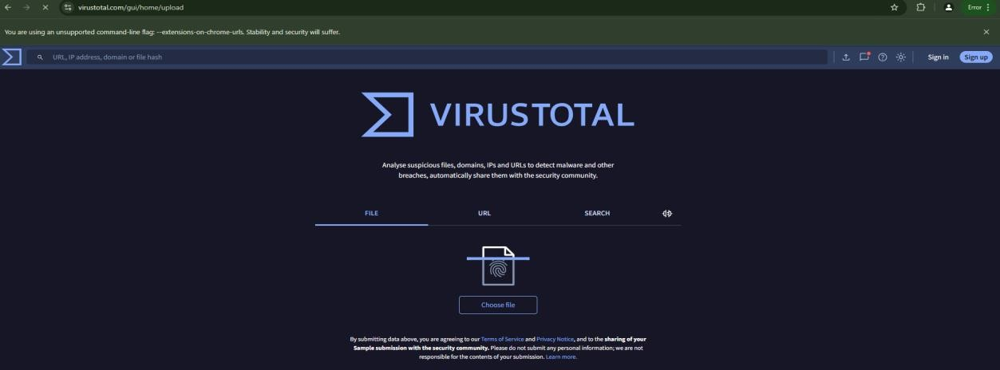 virustotal.com/gui/home/upload
Error
You are using an unsupported command-line flag: --extensions-on-chrome-urls. Stability and security will suffer.
URL, IP address, domain or file hash
Sign in
Sign up
VIRUSTOTAL
Analyse suspicious files, domains, IPs and URLs to detect malware and other
breaches, automatically share them with the security community.
FILE
URL
SEARCH
Choose file
By submitting data above, you are agreeing to our Terms of Service and Privacy Notice, and to the sharing of your
Sample submission with the security community. Please do not submit any personal information; we are not
responsible for the contents of your submission. Learn more.